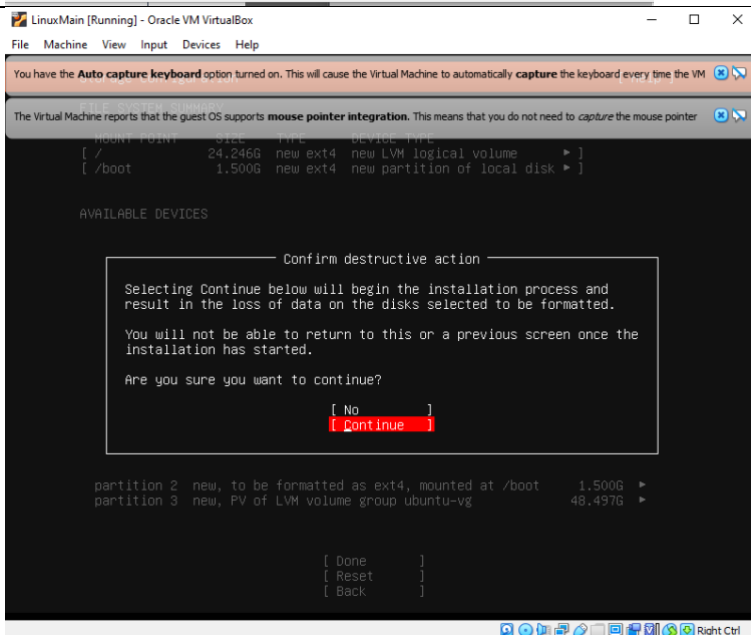 LinuxMain [Running] - Oracle VM VirtualBox
File Machine View Input Devices Help
You have the Auto capture keyboard option turned on. This will cause the Virtual Machine to automatically capture the keyboard every time the VM
FILE SYSTEM SUMMARY
The Virtual Machine reports that the guest OS supports mouse pointer integration. This means that you do not need to capture the mouse pointer
MOUNT POINT SIZE TYPE DEVICE TYPE
[ / 24.246G new ext4 new LVM logical volume ▸ ]
[ /boot 1.500G new ext4 new partition of local disk ▸ ]
AVAILABLE DEVICES
Confirm destructive action
Selecting Continue below will begin the installation process and
result in the loss of data on the disks selected to be formatted.
You will not be able to return to this or a previous screen once the
installation has started.
Are you sure you want to continue?
[ No ]
[ Continue ]
partition 2 new, to be formatted as ext4, mounted at /boot 1.500G ▸
partition 3 new, PV of LVM volume group ubuntu-vg 48.497G ▸
[ Done ]
[ Reset ]
[ Back ]
Right Ctrl